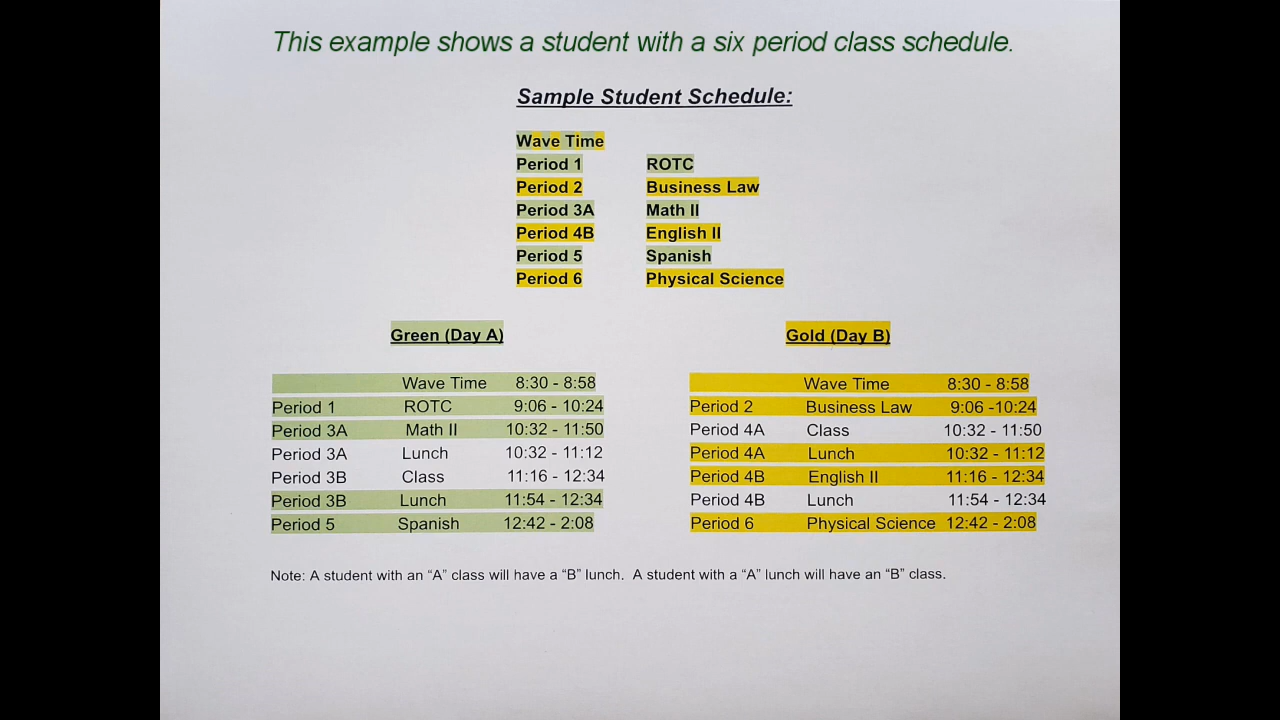 This example shows a student with a six period class schedule.
Sample Student Schedule:
Wave Time
Period 1 ROTC
Period 2 Business Law
Period 3A Math II
Period 4B English II
Period 5 Spanish
Period 6 Physical Science
Green (Day A)
Wave Time 8:30 - 8:58
Period 1 ROTC 9:06 - 10:24
Period 3A Math II 10:32 - 11:50
Period 3A Lunch 10:32 - 11:12
Period 3B Class 11:16 - 12:34
Period 3B Lunch 11:54 - 12:34
Period 5 Spanish 12:42 - 2:08
Gold (Day B)
Wave Time 8:30 - 8:58
Period 2 Business Law 9:06 -10:24
Period 4A Class 10:32 - 11:50
Period 4A Lunch 10:32 - 11:12
Period 4B English II 11:16 - 12:34
Period 4B Lunch 11:54 - 12:34
Period 6 Physical Science 12:42 - 2:08
Note: A student with an “A” class will have a “B” lunch. A student with a “A” lunch will have an “B” class.